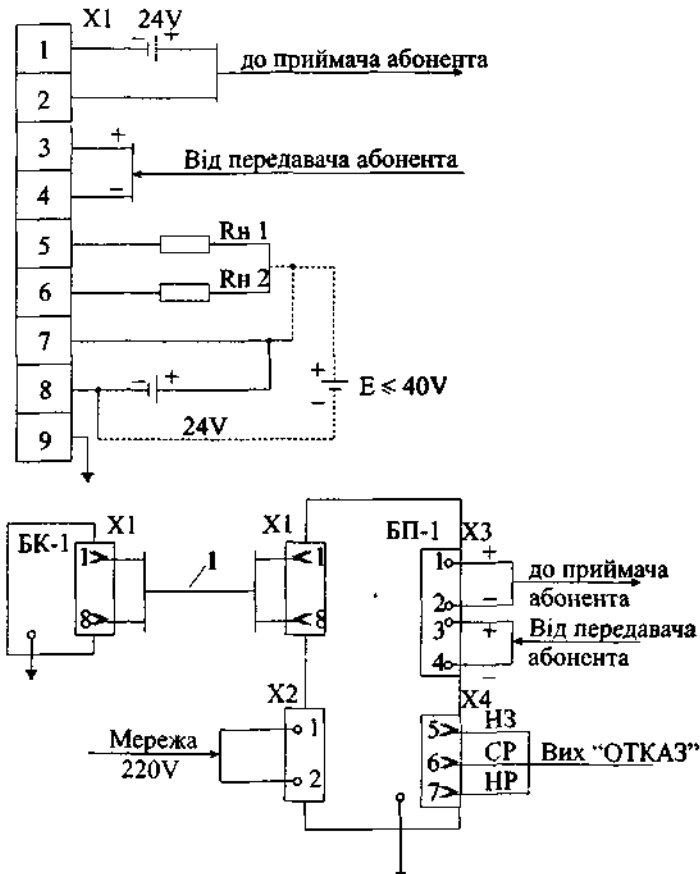 X1 24V
1 − +
до приймача абонента
2
3 +
Від передавача абонента
4 −
5 Rн 1
6 Rн 2
7
8 − + + E ⩽ 40V
−
24V
9
БК-1 X1 X1 БП-1 X3
1 1 1 1 +
до приймача
2 − абонента
8 8 3 + Від передавача
4 абонента
−
X2 X4
1 5 НЗ
Мережа 6 СР Вих “ОТКАЗ”
220V
2 7 НР